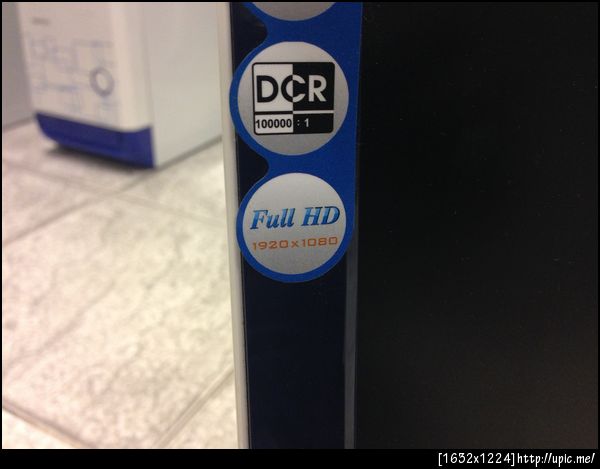 DCR
100000 : 1
Full HD
1920x1080
[1652x1224]http://upic.me/